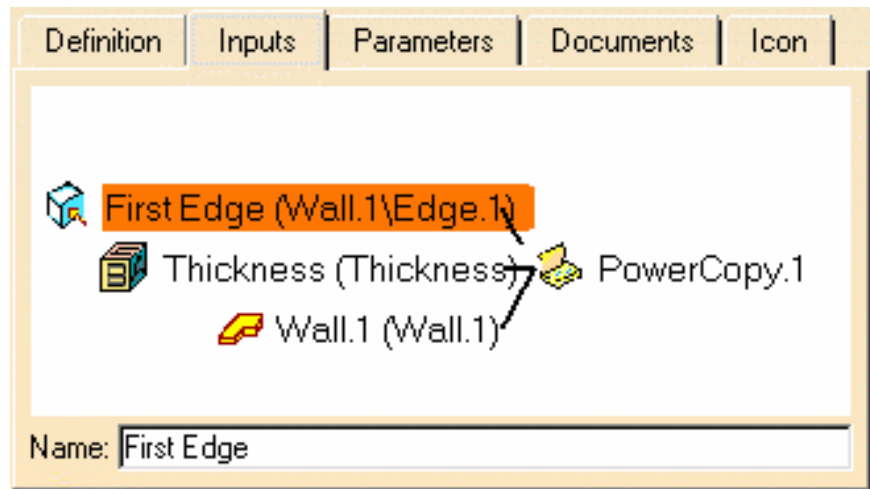 Definition Inputs Parameters Documents Icon
First Edge (Wall.1\Edge.1)
Thickness (Thickness) PowerCopy.1
Wall.1 (Wall.1)
Name: First Edge